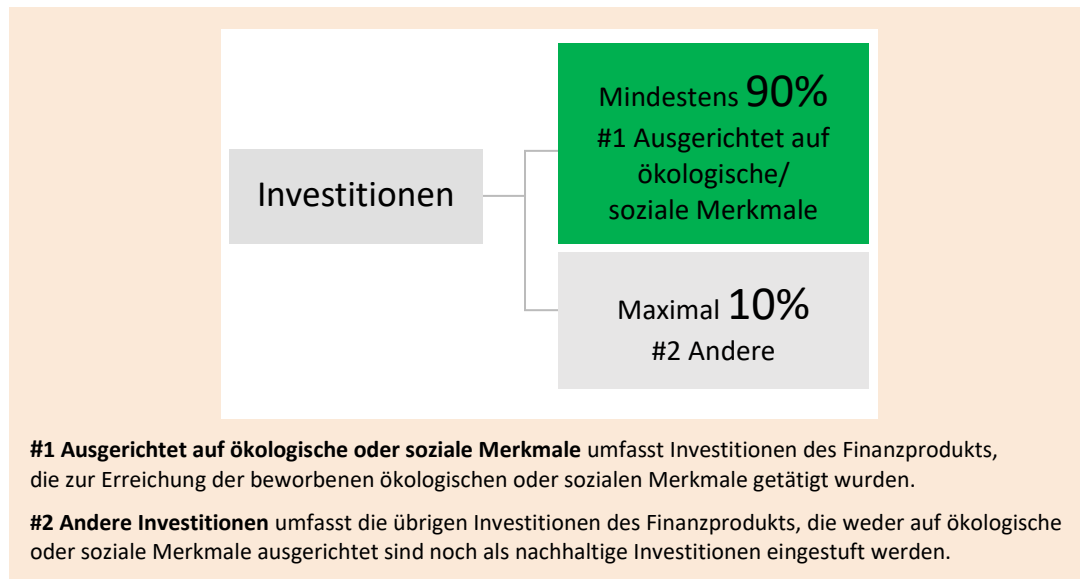 Investitionen
Mindestens 90%
#1 Ausgerichtet auf
ökologische/
soziale Merkmale
Maximal 10%
#2 Andere
#1 Ausgerichtet auf ökologische oder soziale Merkmale umfasst Investitionen des Finanzprodukts,
die zur Erreichung der beworbenen ökologischen oder sozialen Merkmale getätigt wurden.
#2 Andere Investitionen umfasst die übrigen Investitionen des Finanzprodukts, die weder auf ökologische
oder soziale Merkmale ausgerichtet sind noch als nachhaltige Investitionen eingestuft werden.